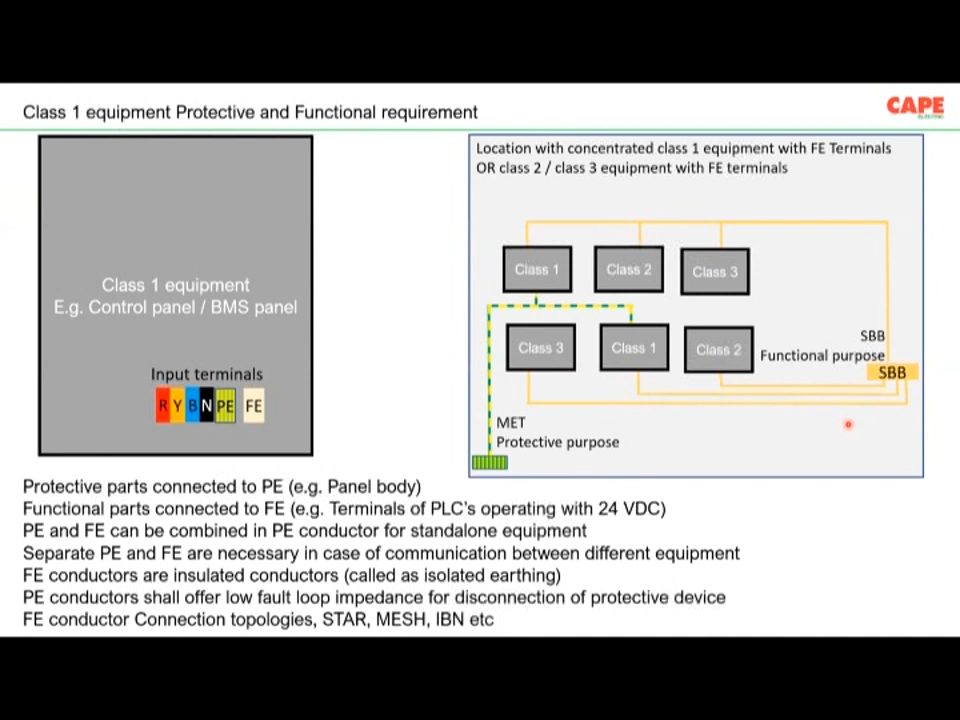 Class 1 equipment Protective and Functional requirement
CAPE
ELECTRIC
Class 1 equipment
E.g. Control panel / BMS panel
Input terminals
R Y B N PE FE
Location with concentrated class 1 equipment with FE Terminals
OR class 2 / class 3 equipment with FE terminals
Class 1
Class 2
Class 3
Class 3
Class 1
Class 2
SBB
Functional purpose
SBB
MET
Protective purpose
Protective parts connected to PE (e.g. Panel body)
Functional parts connected to FE (e.g. Terminals of PLC's operating with 24 VDC)
PE and FE can be combined in PE conductor for standalone equipment
Separate PE and FE are necessary in case of communication between different equipment
FE conductors are insulated conductors (called as isolated earthing)
PE conductors shall offer low fault loop impedance for disconnection of protective device
FE conductor Connection topologies, STAR, MESH, IBN etc